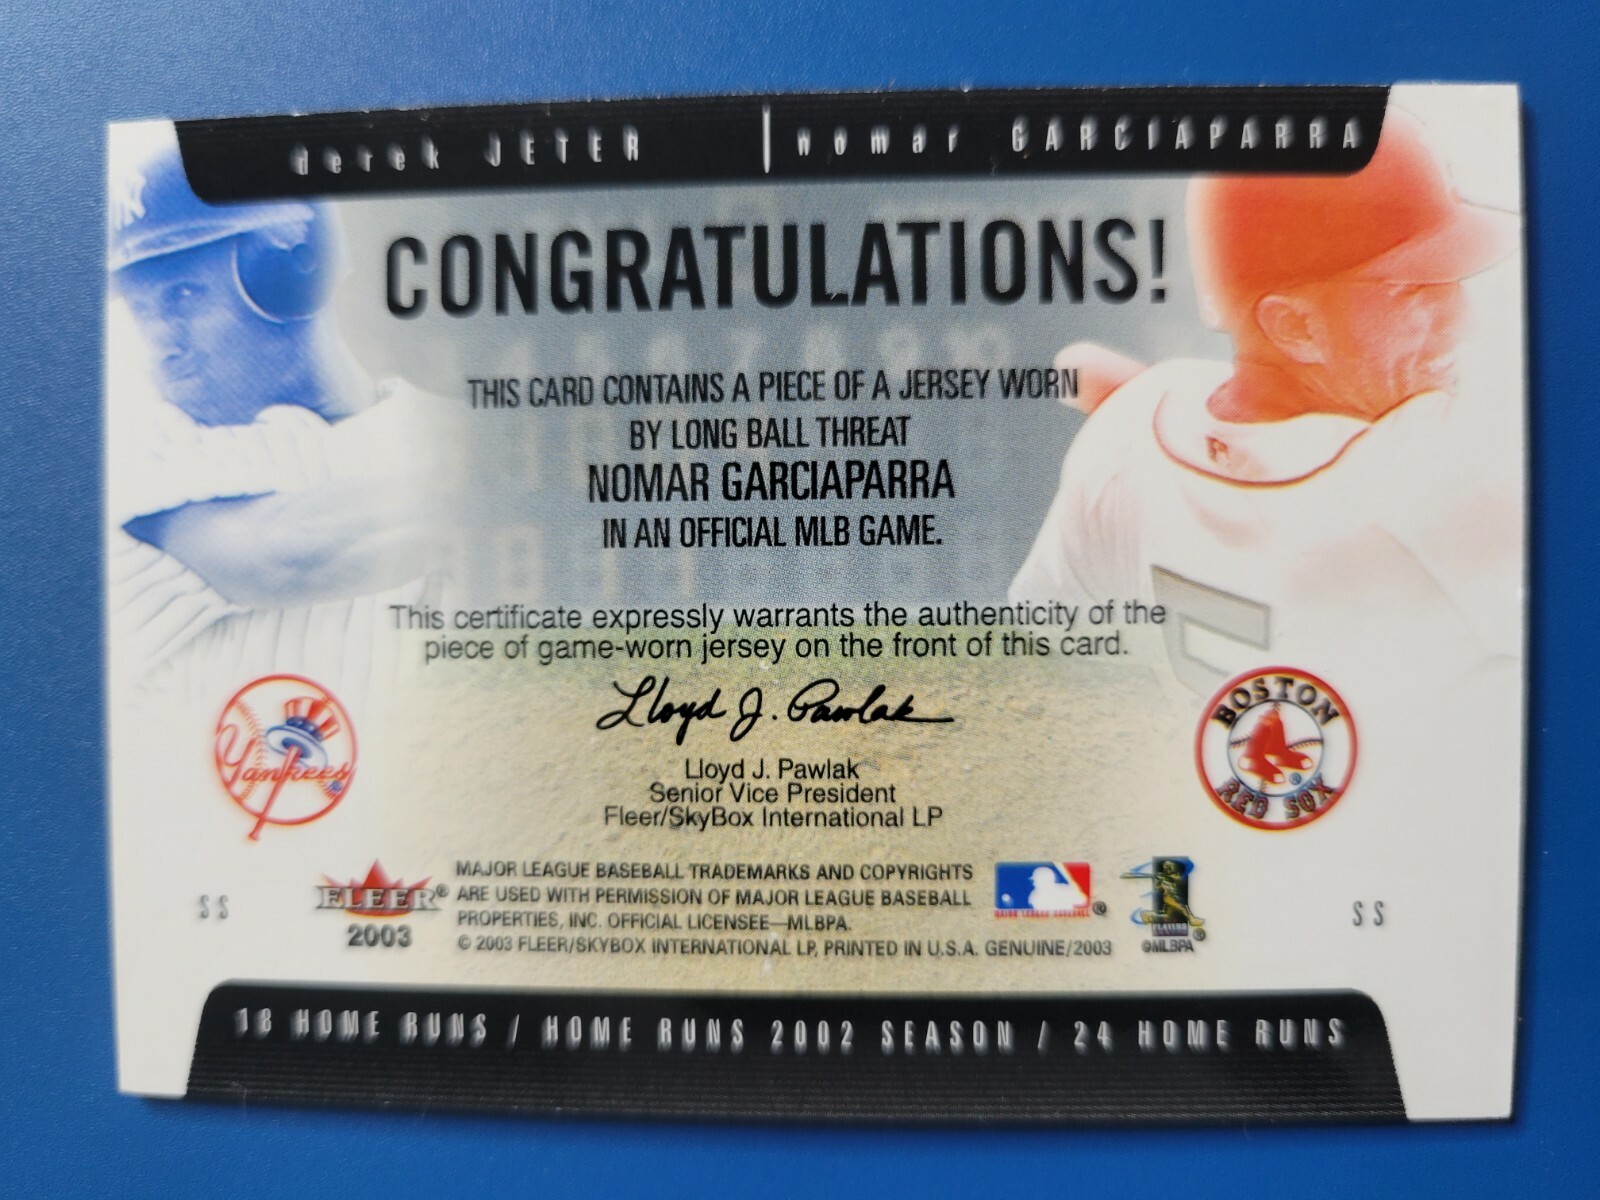 derek JETER | nomar GARCIAPARRA
CONGRATULATIONS!
THIS CARD CONTAINS A PIECE OF A JERSEY WORN
BY LONG BALL THREAT
NOMAR GARCIAPARRA
IN AN OFFICIAL MLB GAME.
This certificate expressly warrants the authenticity of the
piece of game-worn jersey on the front of this card.
Lloyd J. Pawlak
Lloyd J. Pawlak
Senior Vice President
Fleer/SkyBox International LP
Yankees
BOSTON
RED SOX
SS
FLEER®
2003
MAJOR LEAGUE BASEBALL TRADEMARKS AND COPYRIGHTS
ARE USED WITH PERMISSION OF MAJOR LEAGUE BASEBALL
PROPERTIES, INC. OFFICIAL LICENSEE—MLBPA.
© 2003 FLEER/SKYBOX INTERNATIONAL LP, PRINTED IN U.S.A. GENUINE/2003
MAJOR LEAGUE BASEBALL®
©MLBPA
SS
18 HOME RUNS / HOME RUNS 2002 SEASON / 24 HOME RUNS